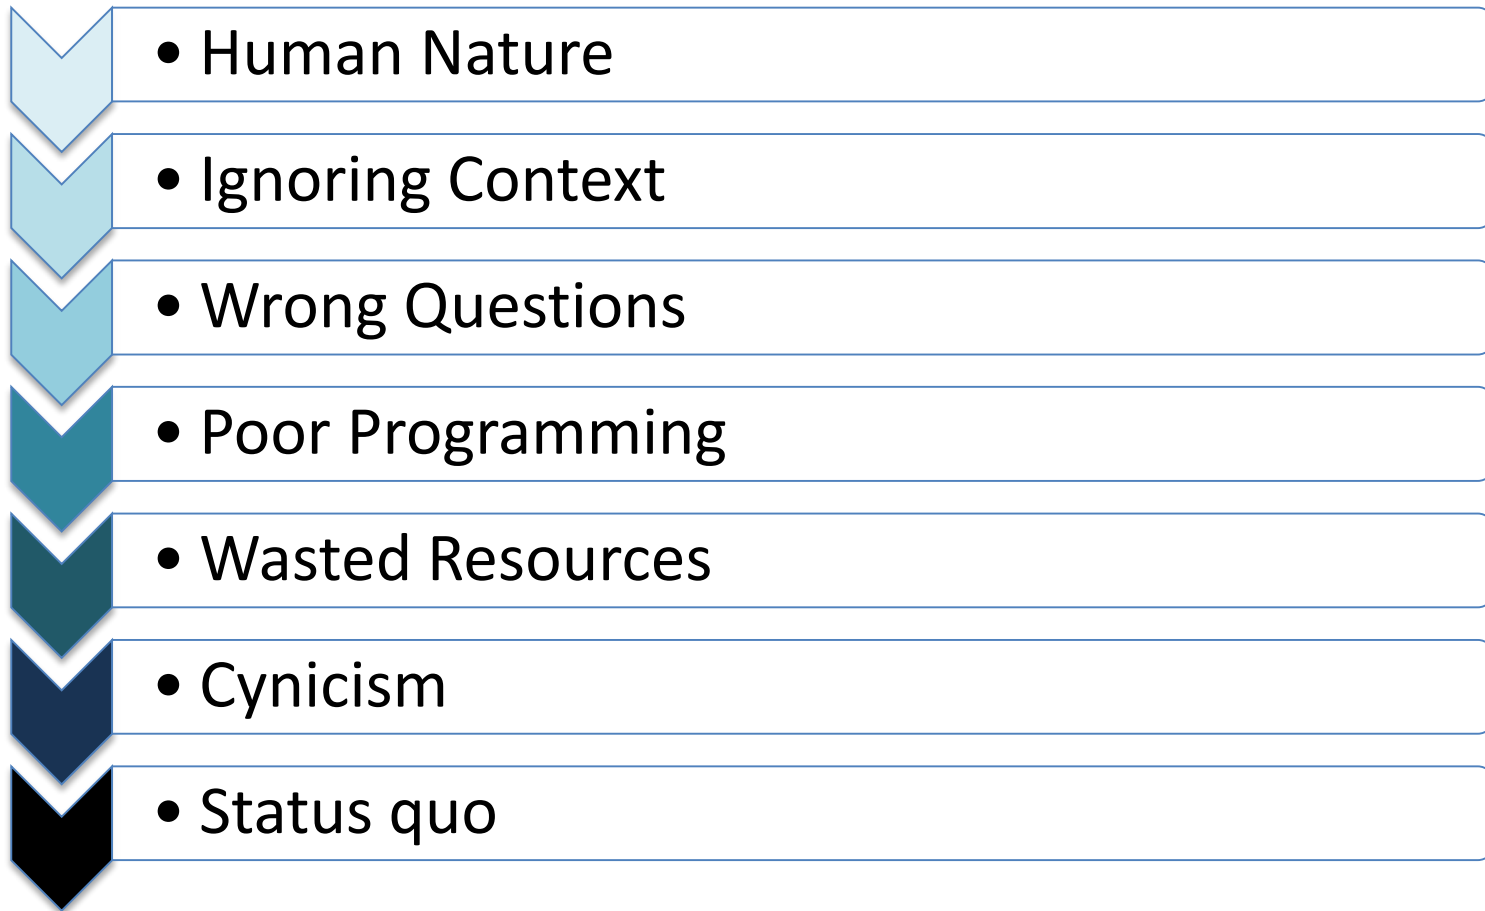 • Human Nature
• Ignoring Context
• Wrong Questions
• Poor Programming
• Wasted Resources
• Cynicism
• Status quo